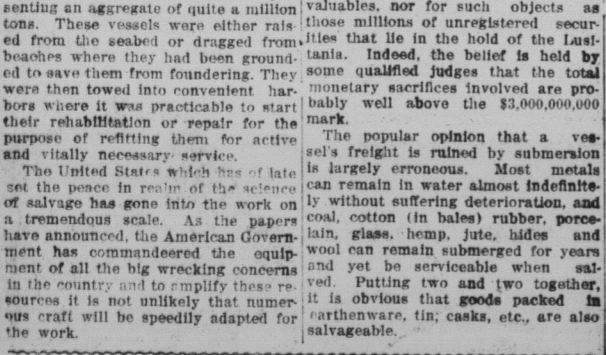 senting an aggregate of quite a million
tons. These vessels were either rais-
ed from the seabed or dragged from
beaches where they had been ground-
ed to save them from foundering. They
were then towed into convenient har-
bors where it was practicable to start
their rehabilitation or repair for the
purpose of refitting them for active
and vitally necessary service.
The United States which has of late
set the peace in realm of the science
of salvage has gone into the work on
a tremendous scale. As the papers
have announced, the American Govern-
ment has commandeered the equip-
ment of all the big wrecking concerns
in the country and to amplify these re-
sources it is not unlikely that numer-
ous craft will be speedily adapted for
the work.
valuables, nor for such objects as
those millions of unregistered secur-
ities that lie in the hold of the Lusi-
tania. Indeed, the belief is held by
some qualified judges that the total
monetary sacrifices involved are pro-
bably well above the $3,000,000,000
mark.
The popular opinion that a ves-
sel's freight is ruined by submersion
is largely erroneous. Most metals
can remain in water almost indefinite-
ly without suffering deterioration, and
coal, cotton (in bales) rubber, porce-
lain, glass, hemp, jute, hides and
wool can remain submerged for years
and yet be serviceable when sal-
ved. Putting two and two together,
it is obvious that goods packed in
earthenware, tin, casks, etc., are also
salvageable.